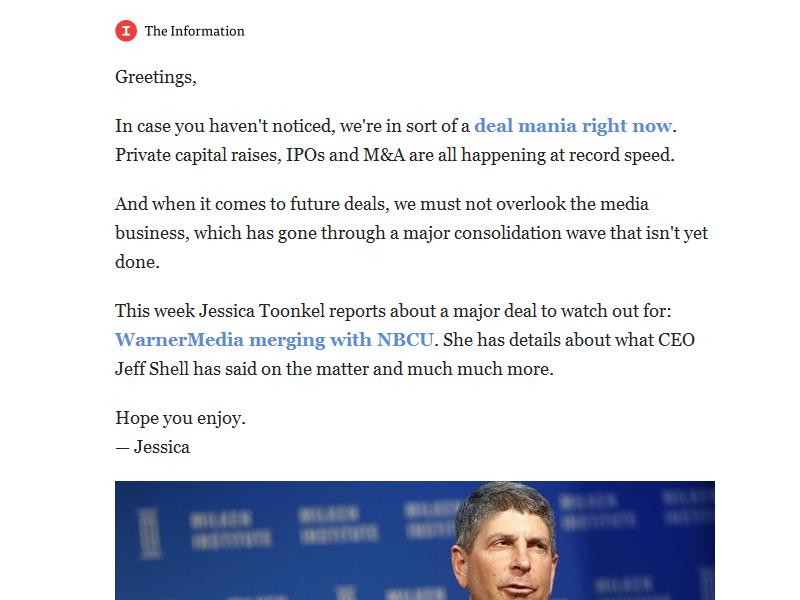 The Information
Greetings,
In case you haven't noticed, we're in sort of a deal mania right now.
Private capital raises, IPOs and M&A are all happening at record speed.
And when it comes to future deals, we must not overlook the media
business, which has gone through a major consolidation wave that isn't yet
done.
This week Jessica Toonkel reports about a major deal to watch out for:
WarnerMedia merging with NBCU. She has details about what CEO
Jeff Shell has said on the matter and much much more.
Hope you enjoy.
— Jessica
MILKEN INSTITUTE
MILKEN INSTITUTE
MILKEN INSTITUTE